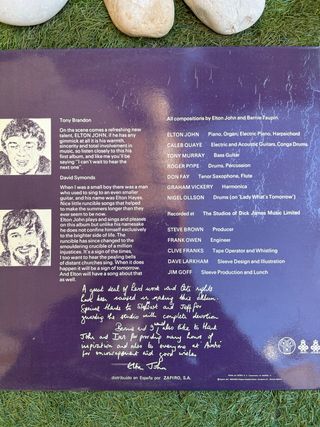 Tony Brandon
On the scene comes a refreshing new
talent, ELTON JOHN, if he has any
gimmick at all it is his warmth,
sincerity and total involvement in
music, so listen closely to this his
first album, and like me you'll be
saying "I can't wait to hear the
next one".
David Symonds
When I was a small boy there was a man
who used to sing to an even smaller
guitar, and his name was Elton Hayes.
Nice little runcible songs that helped
to make the summers longer than they
ever seem to be now.
Elton John plays and sings and pleases
on this album but unlike his namesake
he does not confine himself exclusively
to the brighter side of life. The
runcible has since changed to the
smouldering crucible of a million
injustices. It's a sign of the times,
I too want to hear the pealing bells
of distant churches sing. When it does
happen it will be a sign of tomorrow.
And Elton will have a song about that
as well.
All compositions by Elton John and Bernie Taupin.
ELTON JOHN Piano, Organ, Electric Piano, Harpsichord
CALEB QUAYE Electric and Acoustic Guitars, Conga Drums
TONY MURRAY Bass Guitar
ROGER POPE Drums, Percussion
DON FAY Tenor Saxophone, Flute
GRAHAM VICKERY Harmonica
NIGEL OLLSON Drums (on 'Lady What's Tomorrow')
Recorded at The Studios of Dick James Music Limited
STEVE BROWN Producer
FRANK OWEN Engineer
CLIVE FRANKS Tape Operator and Whistling
DAVE LARKHAM Sleeve Design and Illustration
JIM GOFF Sleeve Production and Lunch
A great deal of hard work and late nights
have been involved in making this album.
Special thanks to and Jeff for
guarding the studio with complete devotion.
Bernie and I would also like to thank
John and Ivor for providing many hours of
inspiration and also to everyone at
for encouragement and good wishes.
Elton John
distribuido en España por ZAFIRO, S.A.